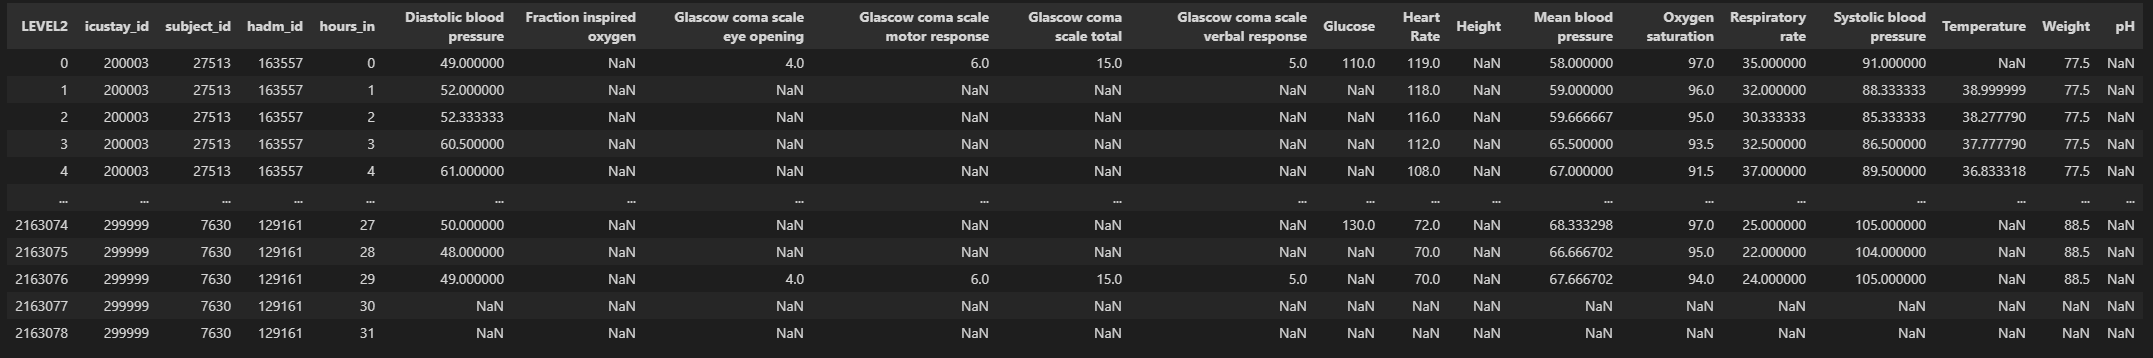 LEVEL2 icustay_id subject_id hadm_id hours_in Diastolic blood pressure Fraction inspired oxygen Glascow coma scale eye opening Glascow coma scale motor response Glascow coma scale total Glascow coma scale verbal response Glucose Heart Rate Height Mean blood pressure Oxygen saturation Respiratory rate Systolic blood pressure Temperature Weight pH
0 200003 27513 163557 0 49.000000 NaN 4.0 6.0 15.0 5.0 110.0 119.0 NaN 58.000000 97.0 35.000000 91.000000 NaN 77.5 NaN
1 200003 27513 163557 1 52.000000 NaN NaN NaN NaN NaN NaN 118.0 NaN 59.000000 96.0 32.000000 88.333333 38.999999 77.5 NaN
2 200003 27513 163557 2 52.333333 NaN NaN NaN NaN NaN NaN 116.0 NaN 59.666667 95.0 30.333333 85.333333 38.277790 77.5 NaN
3 200003 27513 163557 3 60.500000 NaN NaN NaN NaN NaN NaN 112.0 NaN 65.500000 93.5 32.500000 86.500000 37.777790 77.5 NaN
4 200003 27513 163557 4 61.000000 NaN NaN NaN NaN NaN NaN 108.0 NaN 67.000000 91.5 37.000000 89.500000 36.833318 77.5 NaN
... ... ... ... ... ... ... ... ... ... ... ... ... ... ... ... ... ... ... ... ...
2163074 299999 7630 129161 27 50.000000 NaN NaN NaN NaN NaN 130.0 72.0 NaN 68.333298 97.0 25.000000 105.000000 NaN 88.5 NaN
2163075 299999 7630 129161 28 48.000000 NaN NaN NaN NaN NaN NaN 70.0 NaN 66.666702 95.0 22.000000 104.000000 NaN 88.5 NaN
2163076 299999 7630 129161 29 49.000000 NaN 4.0 6.0 15.0 5.0 NaN 70.0 NaN 67.666702 94.0 24.000000 105.000000 NaN 88.5 NaN
2163077 299999 7630 129161 30 NaN NaN NaN NaN NaN NaN NaN NaN NaN NaN NaN NaN NaN NaN NaN NaN
2163078 299999 7630 129161 31 NaN NaN NaN NaN NaN NaN NaN NaN NaN NaN NaN NaN NaN NaN NaN NaN